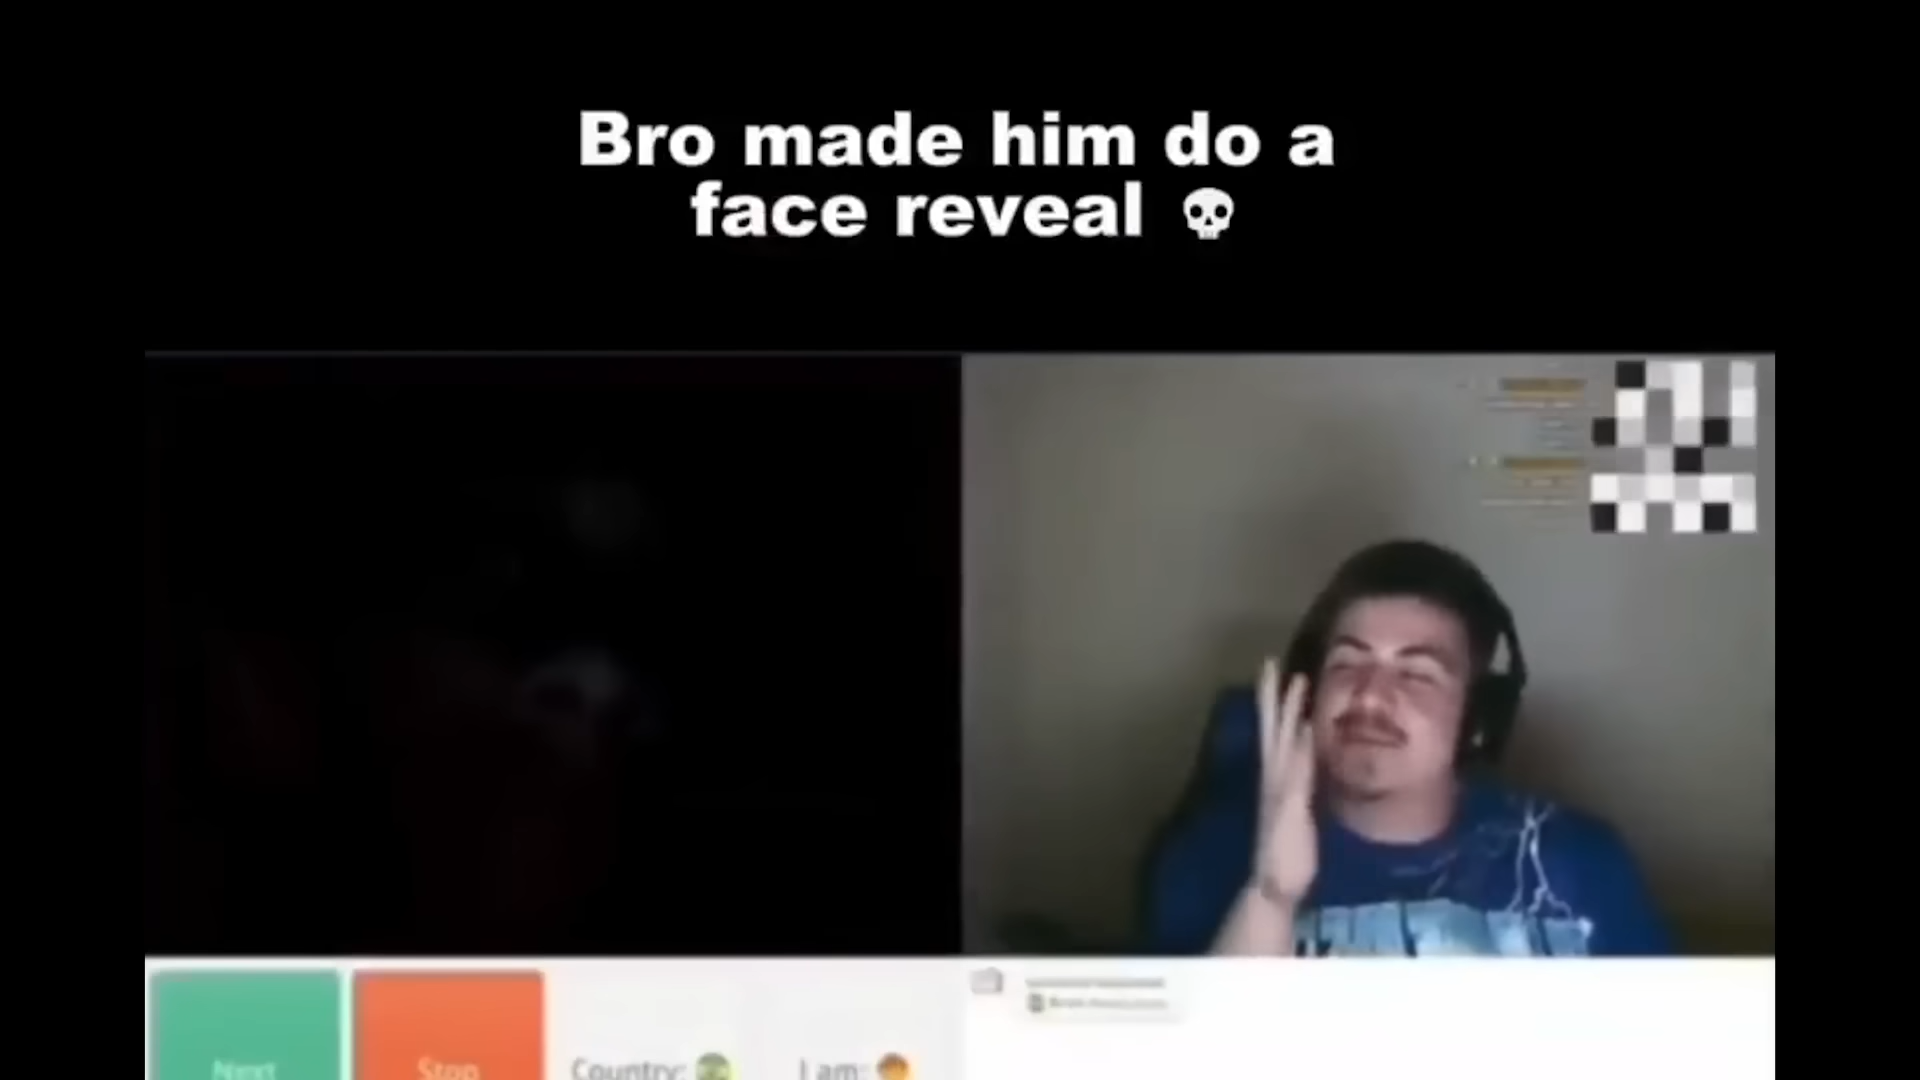 Bro made him do a
face reveal 💀
Next
Stop
Country:
I am: